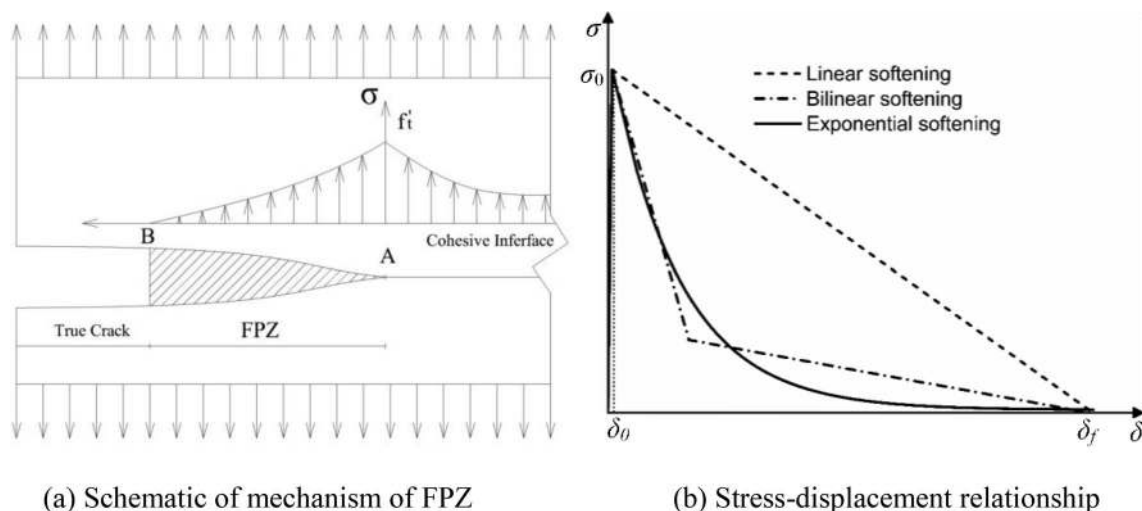 σ
f't
B
Cohesive Inferface
A
True Crack
FPZ
(a) Schematic of mechanism of FPZ
σ
σ0
Linear softening
Bilinear softening
Exponential softening
δ0
δf
δ
(b) Stress-displacement relationship